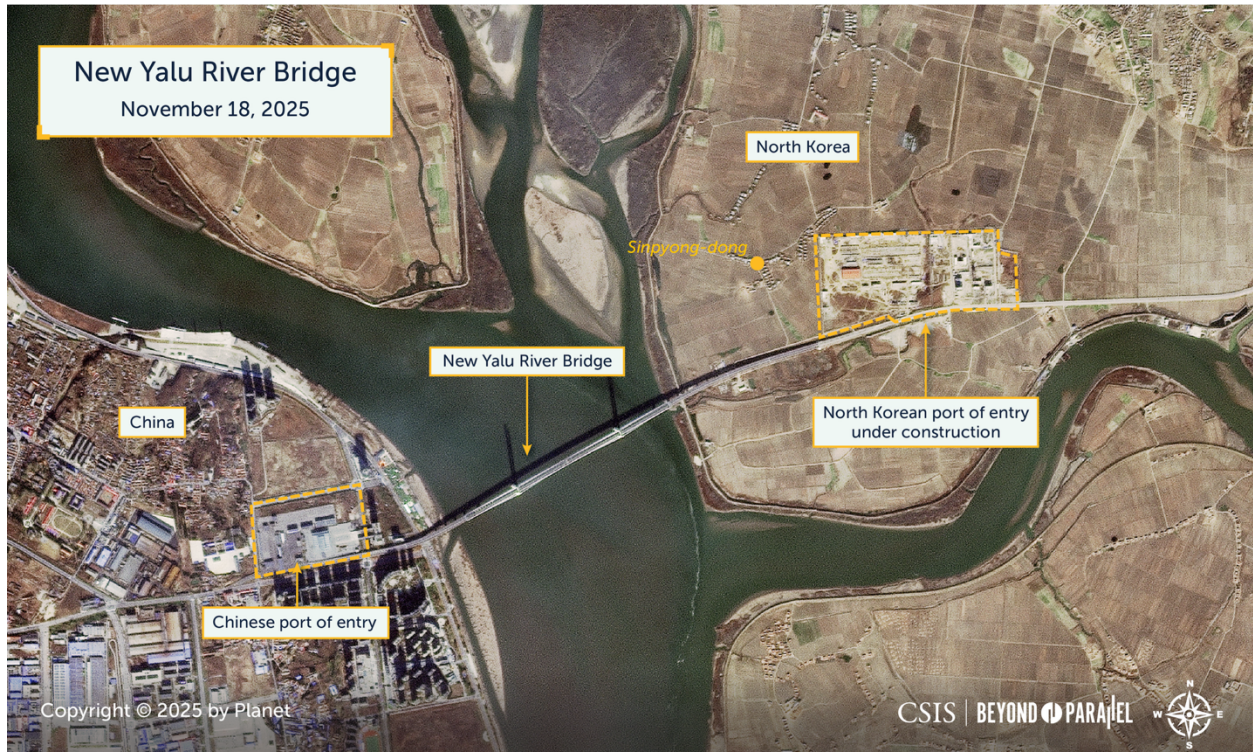 New Yalu River Bridge
November 18, 2025
North Korea
Sinpyong-dong
New Yalu River Bridge
China
North Korean port of entry
under construction
Chinese port of entry
Copyright © 2025 by Planet
CSIS | BEYOND PARALLEL
N
W E
S